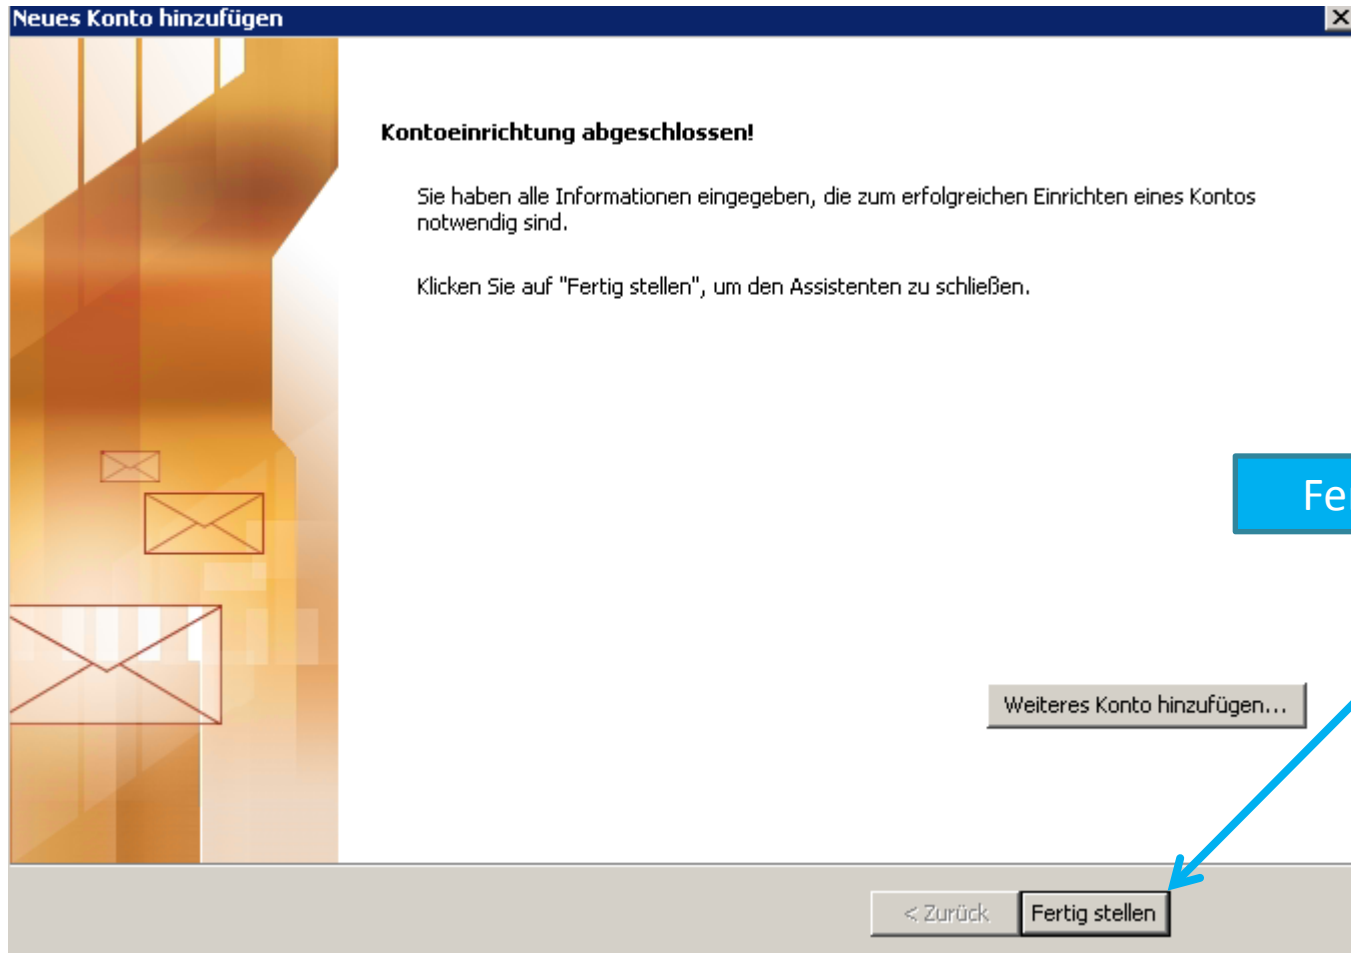 Neues Konto hinzufügen
Kontoeinrichtung abgeschlossen!
Sie haben alle Informationen eingegeben, die zum erfolgreichen Einrichten eines Kontos
notwendig sind.
Klicken Sie auf "Fertig stellen", um den Assistenten zu schließen.
Weiteres Konto hinzufügen...
< Zurück
Fertig stellen